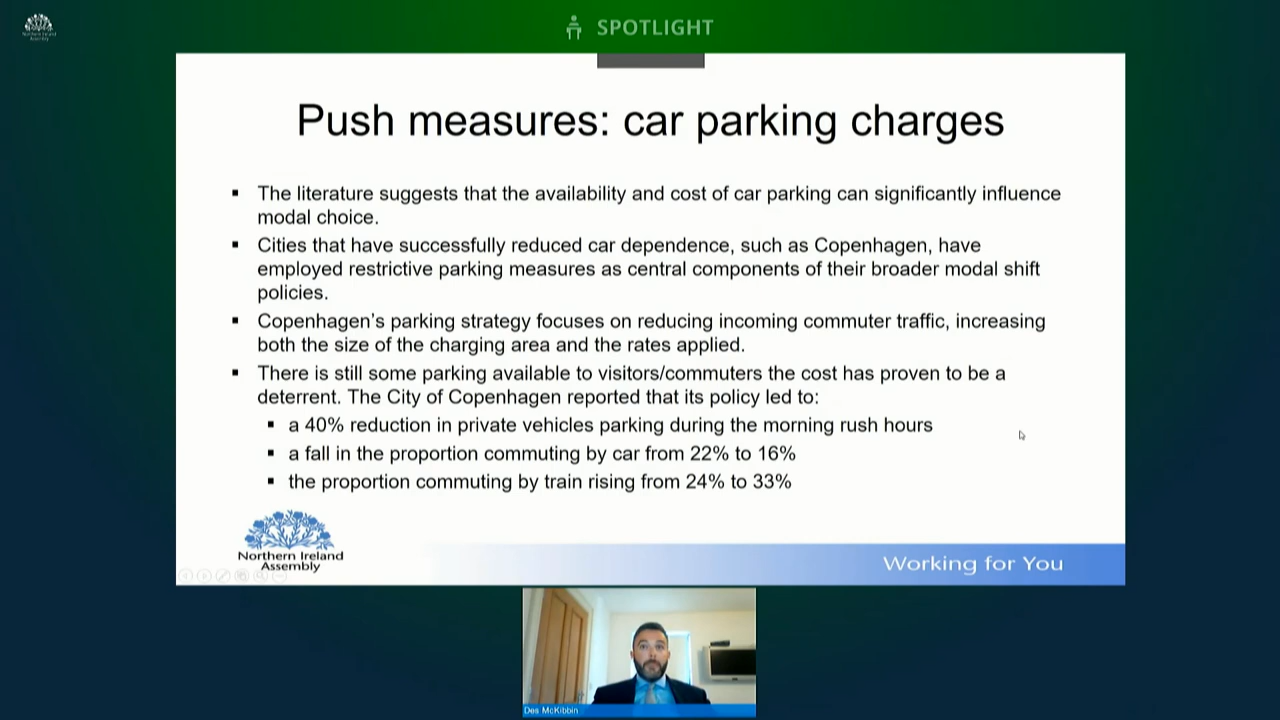 Northern Ireland
Assembly
SPOTLIGHT
Push measures: car parking charges
▪ The literature suggests that the availability and cost of car parking can significantly influence
modal choice.
▪ Cities that have successfully reduced car dependence, such as Copenhagen, have
employed restrictive parking measures as central components of their broader modal shift
policies.
▪ Copenhagen’s parking strategy focuses on reducing incoming commuter traffic, increasing
both the size of the charging area and the rates applied.
▪ There is still some parking available to visitors/commuters the cost has proven to be a
deterrent. The City of Copenhagen reported that its policy led to:
▪ a 40% reduction in private vehicles parking during the morning rush hours
▪ a fall in the proportion commuting by car from 22% to 16%
▪ the proportion commuting by train rising from 24% to 33%
Northern Ireland
Assembly
Working for You
Des McKibbin